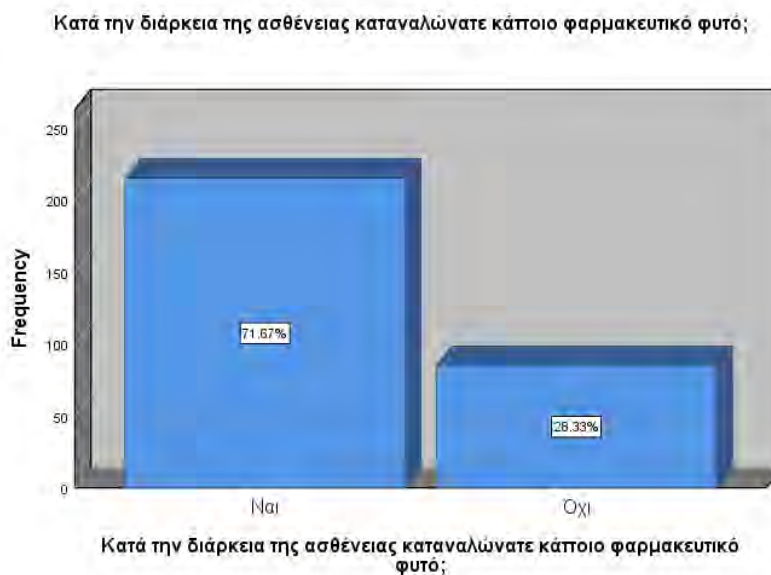 Κατά την διάρκεια της ασθένειας καταναλώνατε κάποιο φαρμακευτικό φυτό;
250
200
150
100
50
0
Frequency
71.67%
28.33%
Ναι
Όχι
Κατά την διάρκεια της ασθένειας καταναλώνατε κάποιο φαρμακευτικό
φυτό;